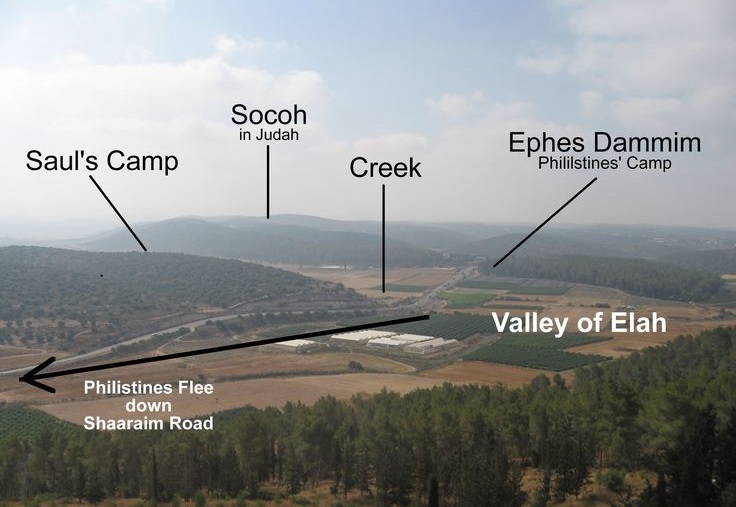 Socoh
in Judah
Saul's Camp
Creek
Ephes Dammim
Phililstines' Camp
Valley of Elah
Philistines Flee
down
Shaaraim Road